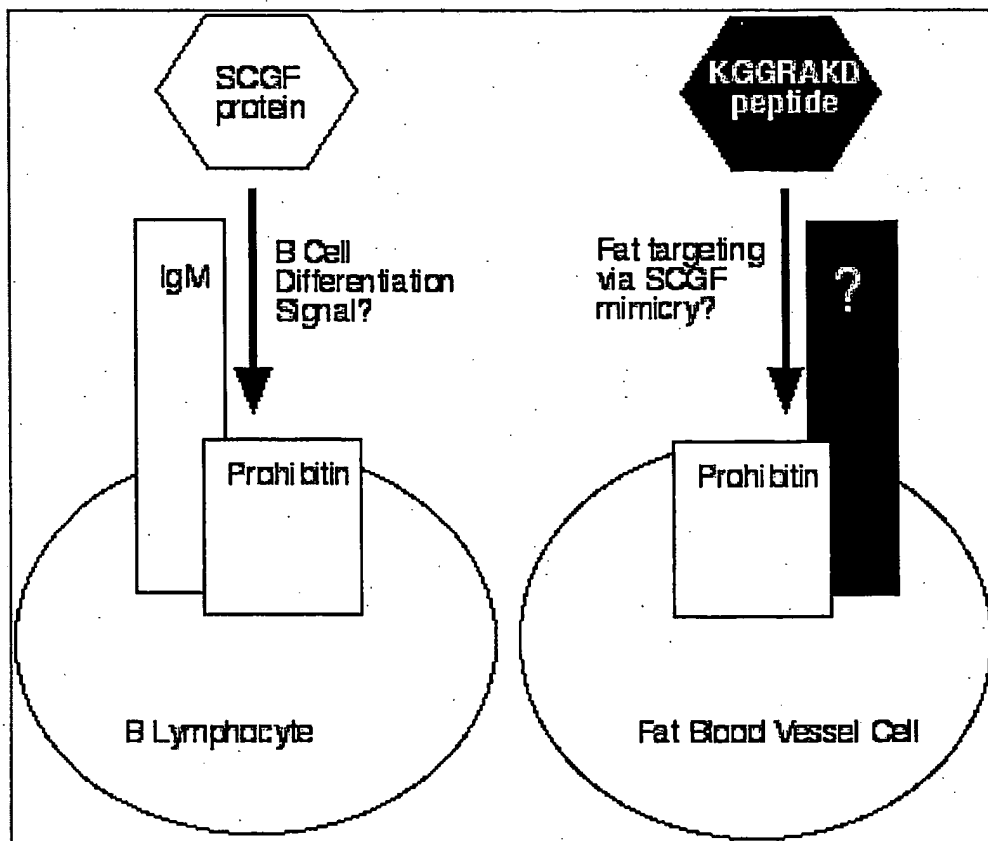 SCGF
protein
KGGRAKD
peptide
IgM
B Cell
Differentiation
Signal?
Fat targeting
via SCGF
mimicry?
?
Prohibitin
Prohibitin
B Lymphocyte
Fat Blood Vessel Cell